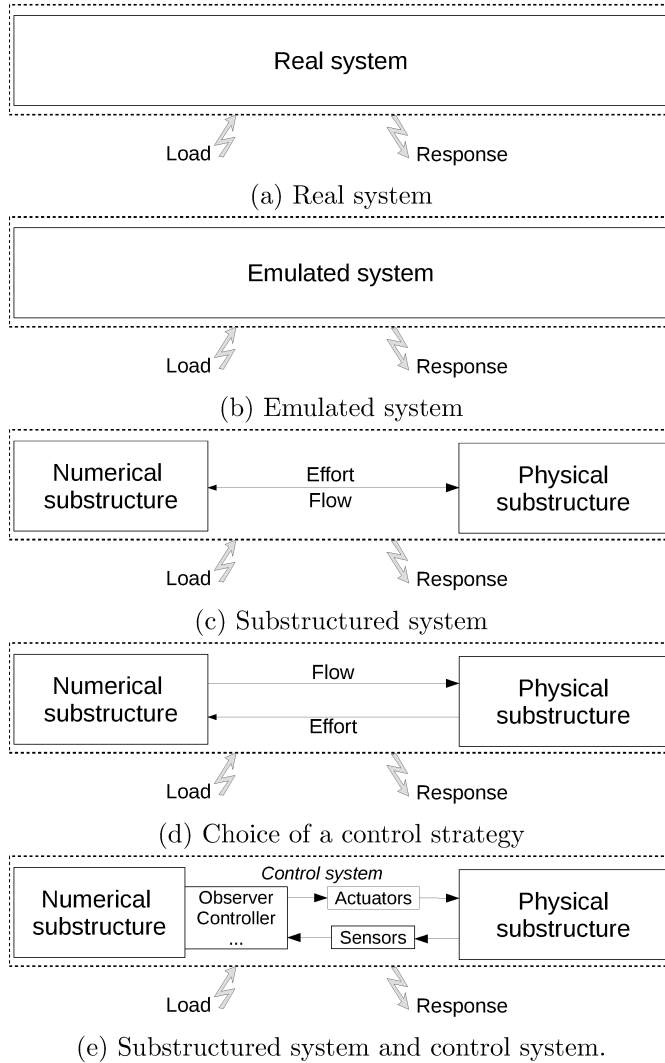 Real system
Load Response
(a) Real system
Emulated system
Load Response
(b) Emulated system
Numerical substructure
Effort
Flow
Physical substructure
Load Response
(c) Substructured system
Numerical substructure
Flow
Effort
Physical substructure
Load Response
(d) Choice of a control strategy
Numerical substructure
Control system
Observer
Controller
...
Actuators
Sensors
Physical substructure
Load Response
(e) Substructured system and control system.